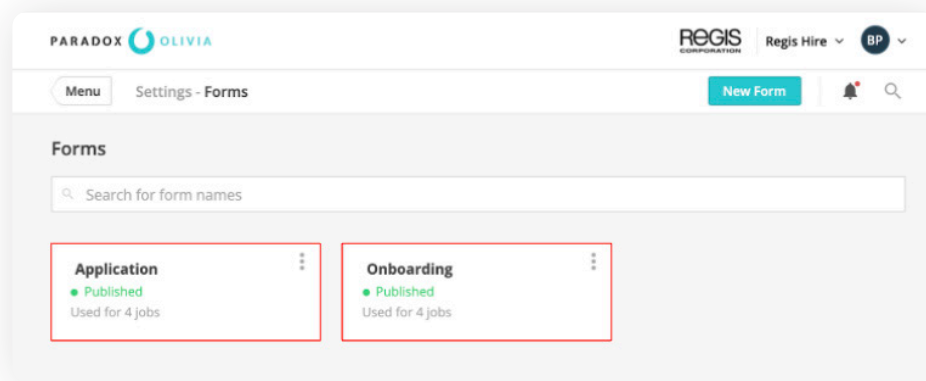 PARADOX OLIVIA
REGIS
CORPORATION
Regis Hire
BP
Menu
Settings - Forms
New Form
Forms
Search for form names
Application
Published
Used for 4 jobs
Onboarding
Published
Used for 4 jobs